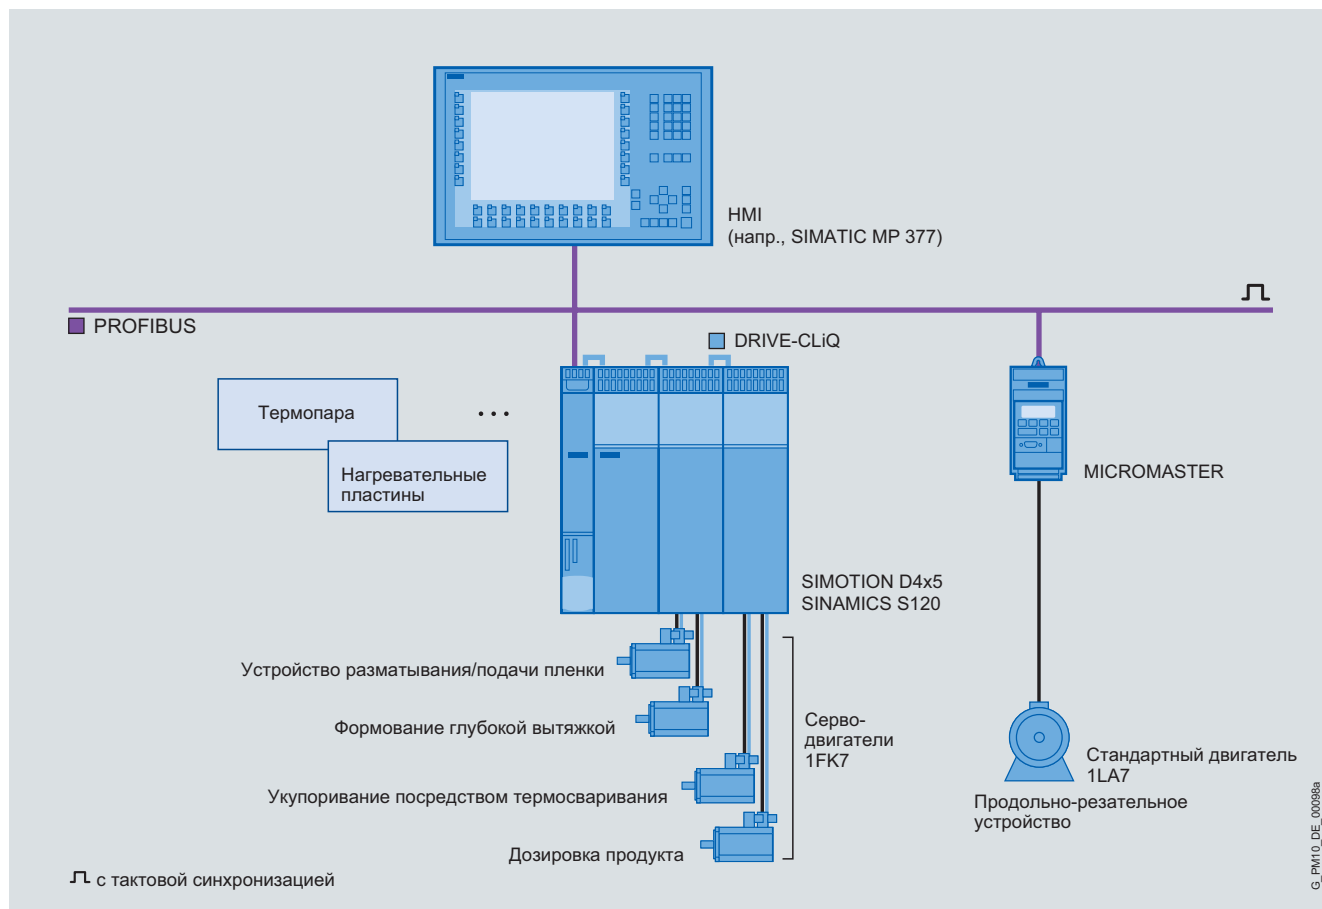 HMI
(напр., SIMATIC MP 377)
PROFIBUS
DRIVE-CLiQ
Термопара
...
Нагревательные
пластины
MICROMASTER
SIMOTION D4x5
SINAMICS S120
Устройство разматывания/подачи пленки
Формование глубокой вытяжкой
Серво-
двигатели
1FK7
Укупоривание посредством термосваривания
Дозировка продукта
Стандартный двигатель
1LA7
Продольно-резательное
устройство
с тактовой синхронизацией
G_PM10_DE_00098a